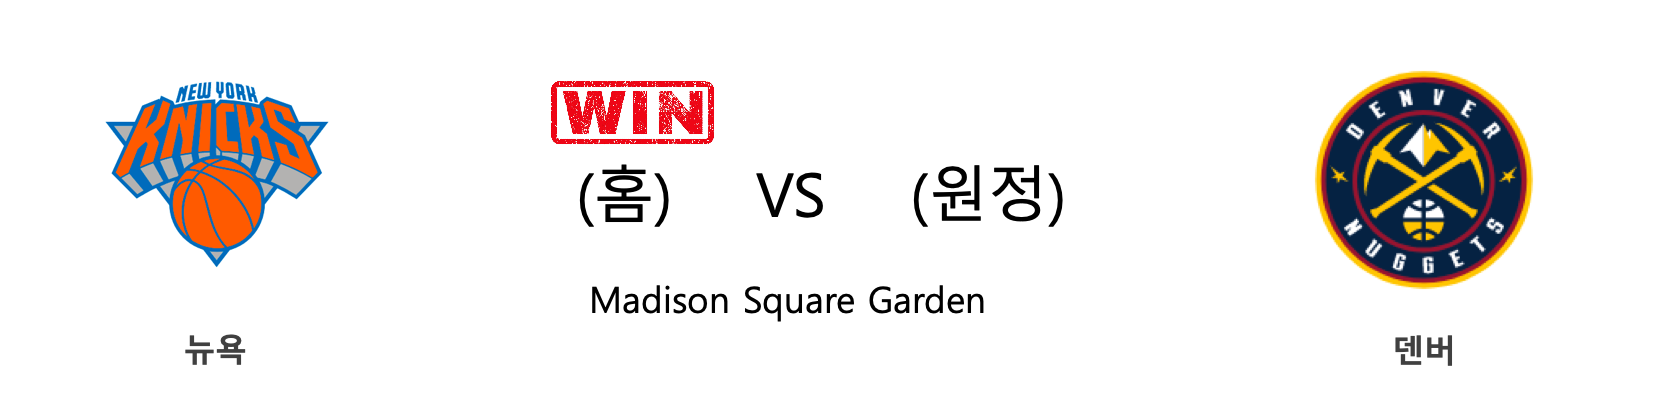 NEW YORK
KNICKS
WIN
(홈) VS (원정)
Madison Square Garden
뉴욕
DENVER
NUGGETS
덴버